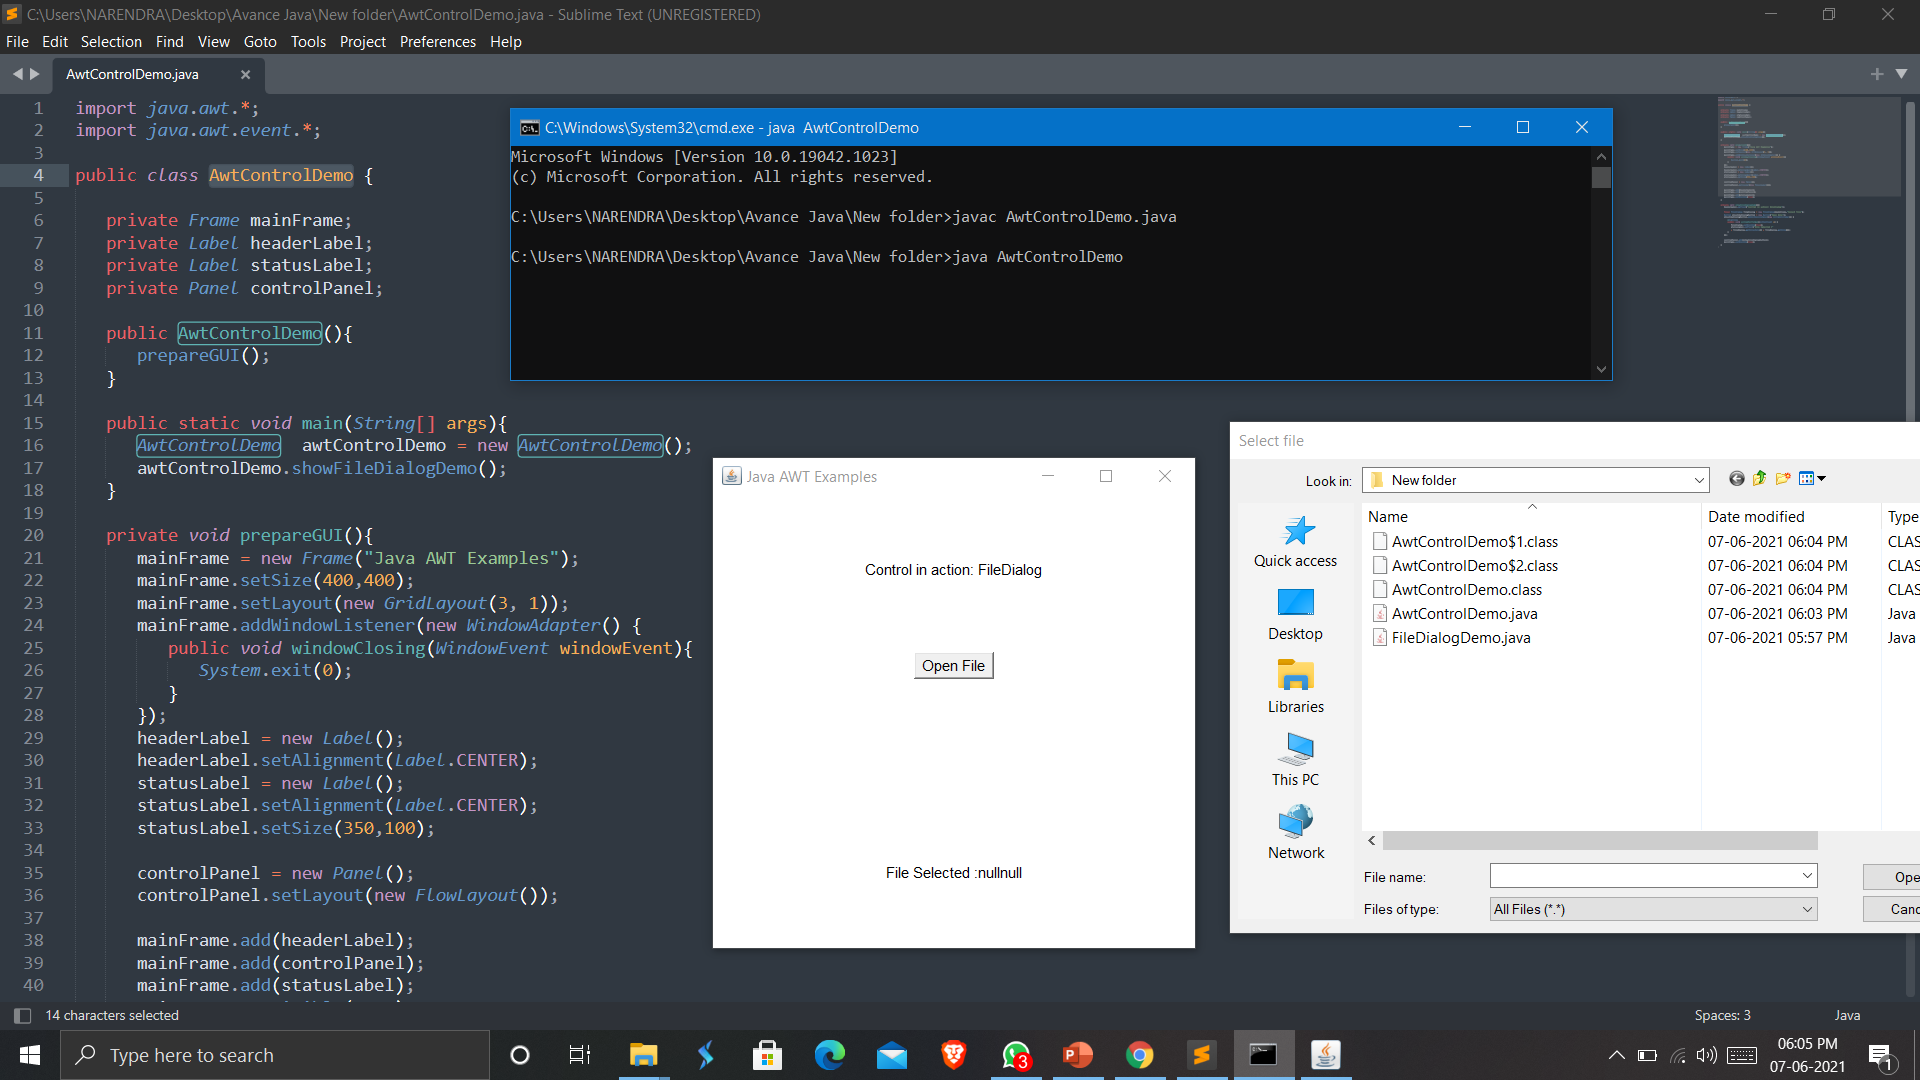 C:\Users\NARENDRA\Desktop\Avance Java\New folder\AwtControlDemo.java - Sublime Text (UNREGISTERED)
File Edit Selection Find View Goto Tools Project Preferences Help
AwtControlDemo.java
1 import java.awt.*;
2 import java.awt.event.*;
3
4 public class AwtControlDemo {
5
6 private Frame mainFrame;
7 private Label headerLabel;
8 private Label statusLabel;
9 private Panel controlPanel;
10
11 public AwtControlDemo(){
12 prepareGUI();
13 }
14
15 public static void main(String[] args){
16 AwtControlDemo  awtControlDemo = new AwtControlDemo();
17 awtControlDemo.showFileDialogDemo();
18 }
19
20 private void prepareGUI(){
21 mainFrame = new Frame("Java AWT Examples");
22 mainFrame.setSize(400,400);
23 mainFrame.setLayout(new GridLayout(3, 1));
24 mainFrame.addWindowListener(new WindowAdapter() {
25 public void windowClosing(WindowEvent windowEvent){
26 System.exit(0);
27 }
28 });
29 headerLabel = new Label();
30 headerLabel.setAlignment(Label.CENTER);
31 statusLabel = new Label();
32 statusLabel.setAlignment(Label.CENTER);
33 statusLabel.setSize(350,100);
34
35 controlPanel = new Panel();
36 controlPanel.setLayout(new FlowLayout());
37
38 mainFrame.add(headerLabel);
39 mainFrame.add(controlPanel);
40 mainFrame.add(statusLabel);
C:\Windows\System32\cmd.exe - java  AwtControlDemo
Microsoft Windows [Version 10.0.19042.1023]
(c) Microsoft Corporation. All rights reserved.
C:\Users\NARENDRA\Desktop\Avance Java\New folder>javac AwtControlDemo.java
C:\Users\NARENDRA\Desktop\Avance Java\New folder>java AwtControlDemo
Java AWT Examples
Control in action: FileDialog
Open File
File Selected :nullnull
Select file
Look in: New folder
Name Date modified Type
AwtControlDemo$1.class 07-06-2021 06:04 PM CLAS
AwtControlDemo$2.class 07-06-2021 06:04 PM CLAS
AwtControlDemo.class 07-06-2021 06:04 PM CLAS
AwtControlDemo.java 07-06-2021 06:03 PM Java
FileDialogDemo.java 07-06-2021 05:57 PM Java
Quick access
Desktop
Libraries
This PC
Network
File name: Ope
Files of type: All Files (*.*) Canc
14 characters selected Spaces: 3 Java
Type here to search
3
06:05 PM
07-06-2021
1